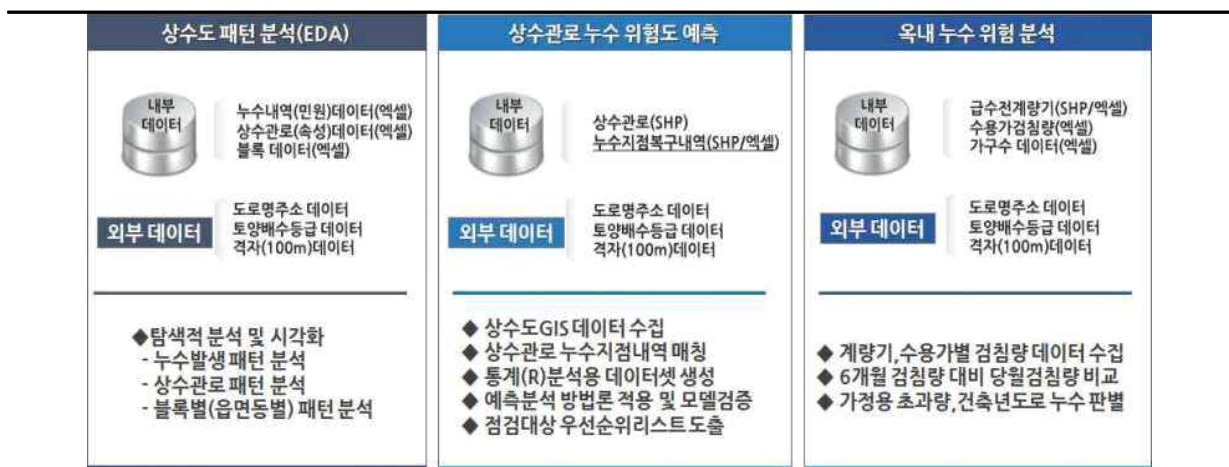 상수도 패턴 분석(EDA)
내부
데이터
누수내역(민원)데이터(엑셀)
상수관로(속성)데이터(엑셀)
블록 데이터(엑셀)
외부 데이터
도로명주소 데이터
토양배수등급 데이터
격자(100m)데이터
◆탐색적 분석 및 시각화
- 누수발생 패턴 분석
- 상수관로 패턴 분석
- 블록별(읍면동별) 패턴 분석
상수관로 누수 위험도 예측
내부
데이터
상수관로(SHP)
누수지점복구내역(SHP/엑셀)
외부 데이터
도로명주소 데이터
토양배수등급 데이터
격자(100m)데이터
◆ 상수도GIS 데이터 수집
◆ 상수관로 누수지점내역 매칭
◆ 통계(R)분석용 데이터셋 생성
◆ 예측분석 방법론 적용 및 모델검증
◆ 점검대상 우선순위리스트 도출
옥내 누수 위험 분석
내부
데이터
급수전계량기(SHP/엑셀)
수용가검침량(엑셀)
가구수 데이터(엑셀)
외부 데이터
도로명주소 데이터
토양배수등급 데이터
격자(100m)데이터
◆ 계량기,수용가별 검침량 데이터 수집
◆ 6개월 검침량 대비 당월검침량 비교
◆ 가정용 초과량,건축년도로 누수 판별